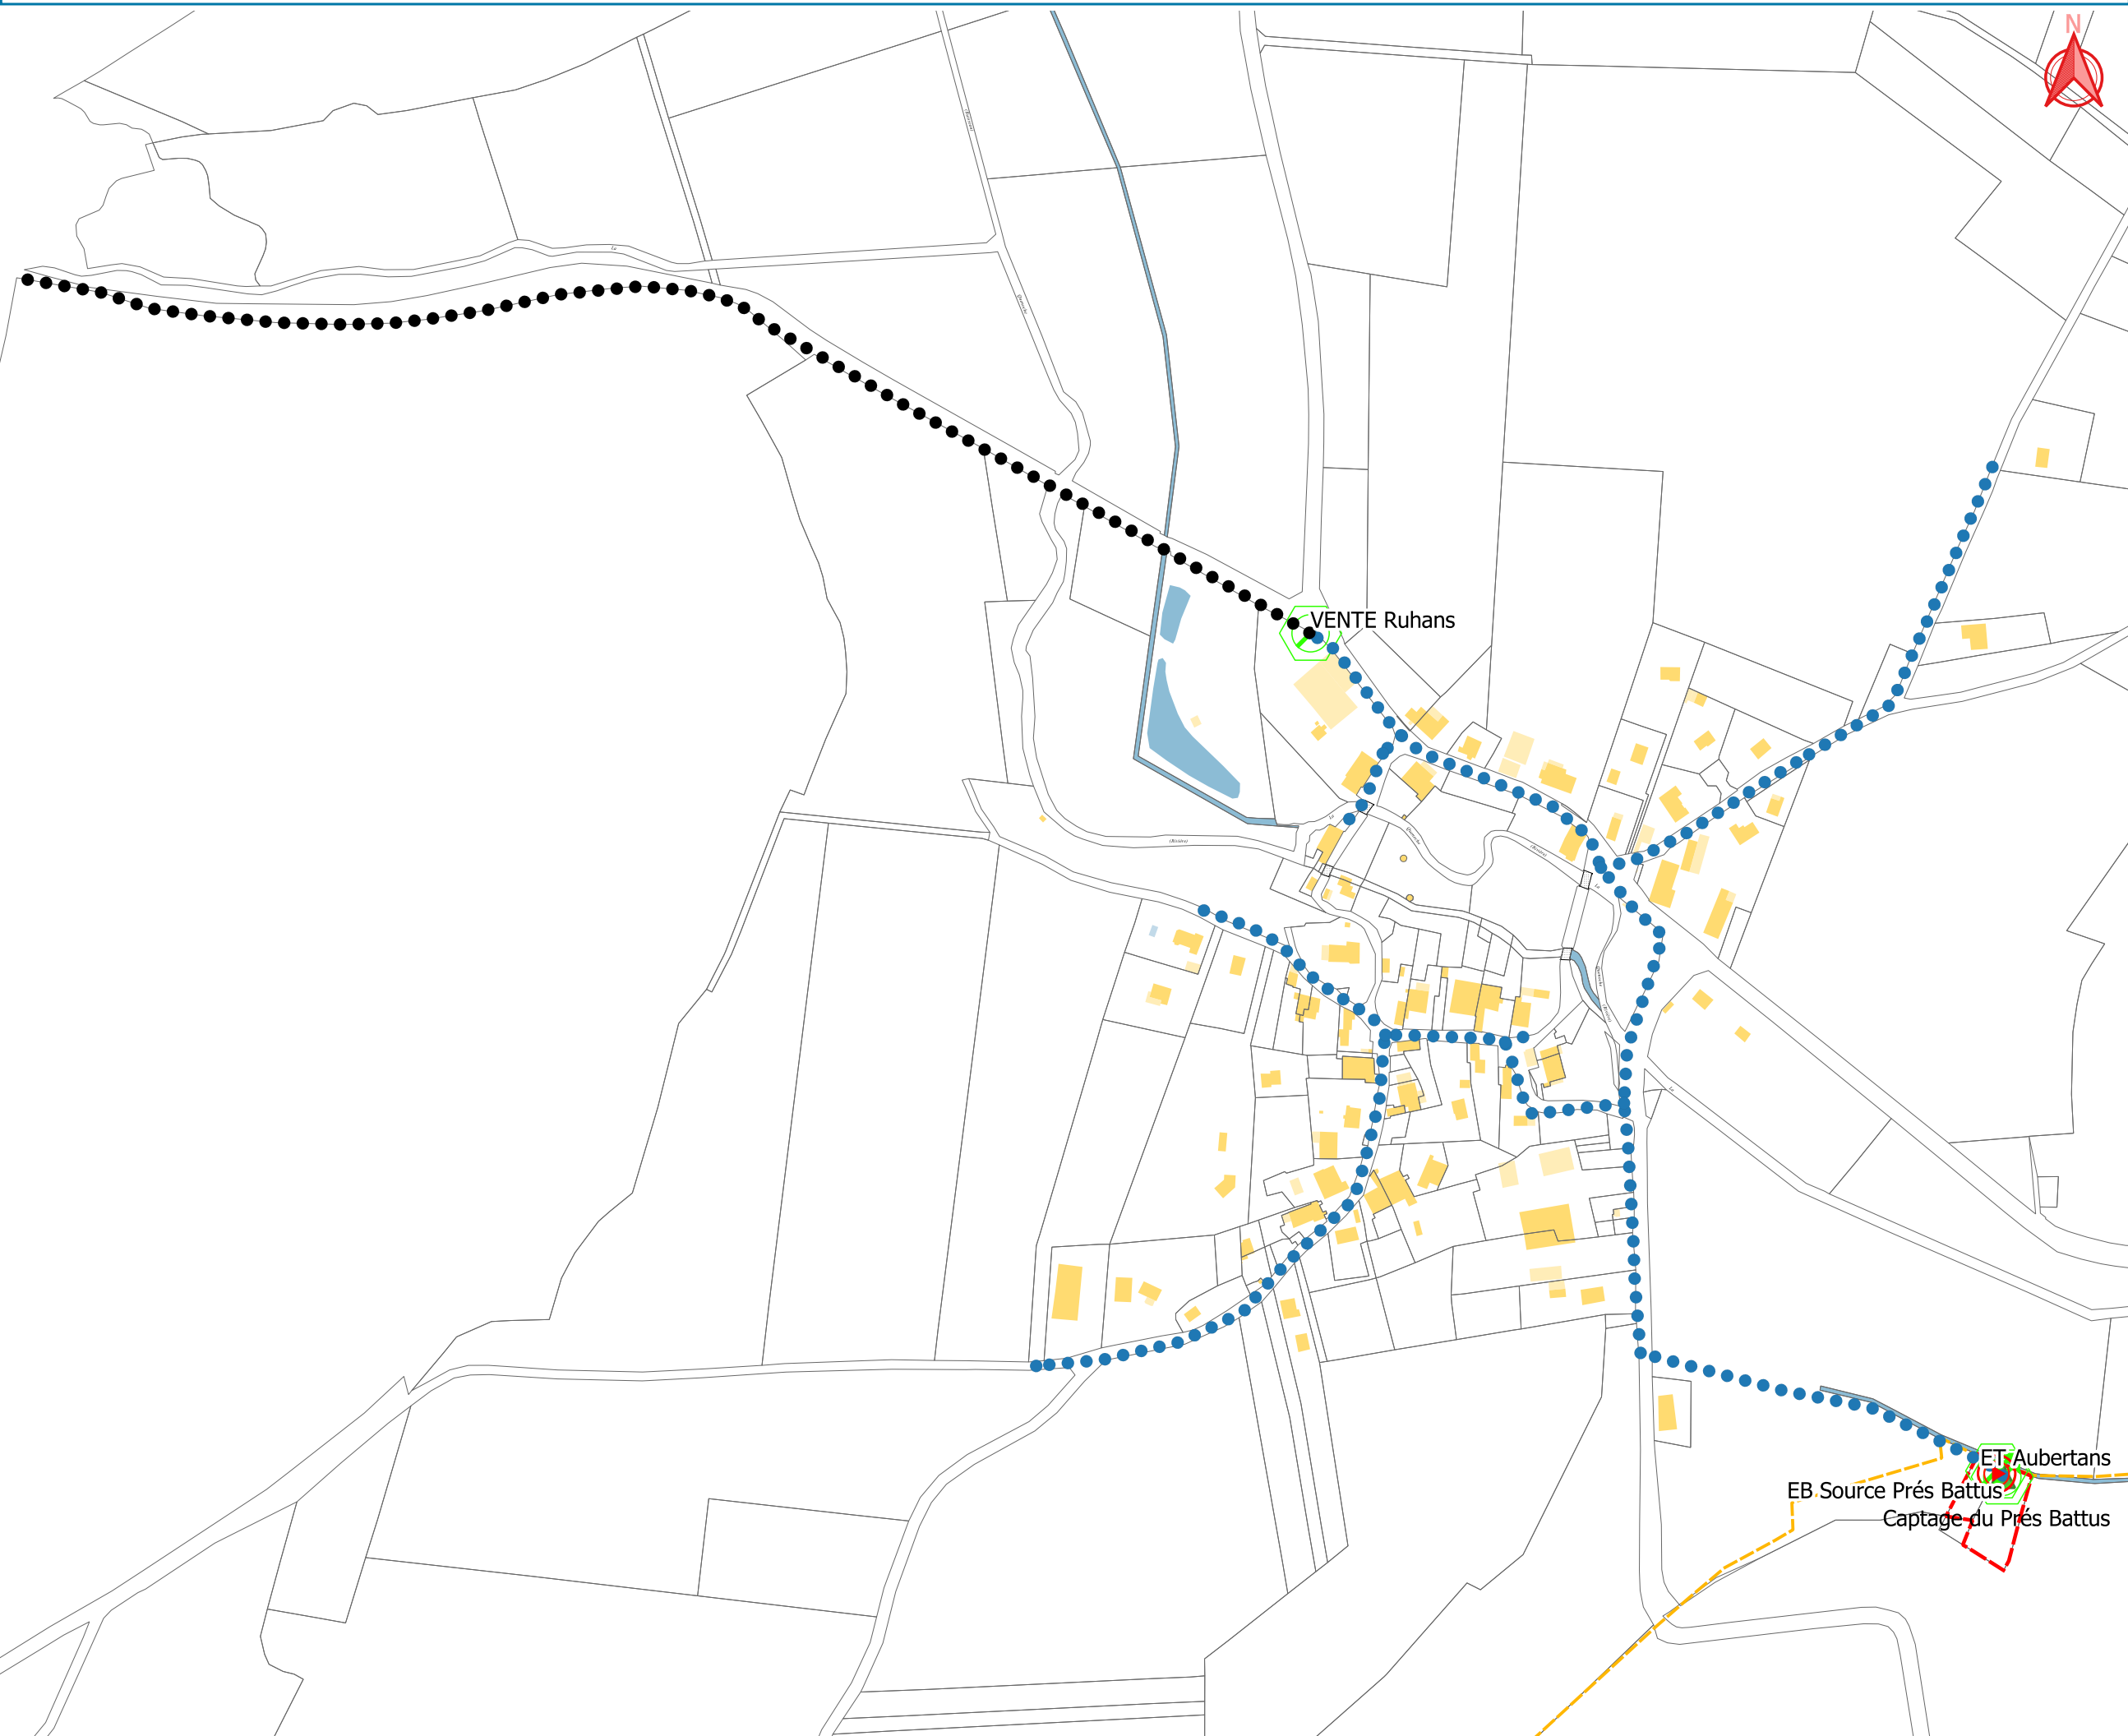 N
VENTE Ruhans
ET Aubertans
EB Source Prés Battus
Captage du Prés Battus